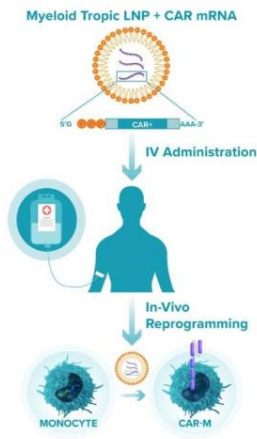 Myeloid Tropic LNP + CAR mRNA
5'G CAR+ AAA-3'
IV Administration
In-Vivo
Reprogramming
MONOCYTE CAR-M